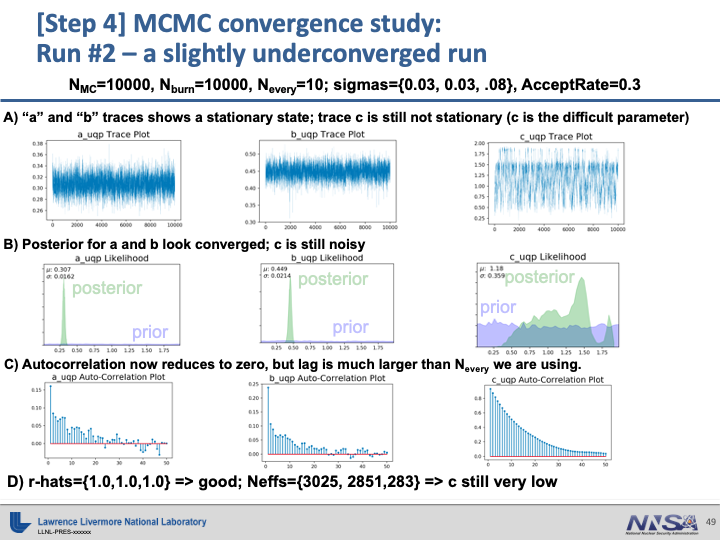 [Step 4] MCMC convergence study:
Run #2 – a slightly underconverged run
N_MC=10000, N_burn=10000, N_every=10; sigmas={0.03, 0.03, .08}, AcceptRate=0.3
A) “a” and “b” traces shows a stationary state; trace c is still not stationary (c is the difficult parameter)
a_uqp Trace Plot
0.38
0.36
0.34
0.32
0.30
0.28
0.26
0 2000 4000 6000 8000 10000
b_uqp Trace Plot
0.50
0.45
0.40
0.35
0.30
0 2000 4000 6000 8000 10000
c_uqp Trace Plot
2.00
1.75
1.50
1.25
1.00
0.75
0.50
0.25
0 2000 4000 6000 8000 10000
B) Posterior for a and b look converged; c is still noisy
a_uqp Likelihood
μ: 0.307
σ: 0.0162
posterior
prior
0.25 0.50 0.75 1.00 1.25 1.50 1.75
b_uqp Likelihood
μ: 0.449
σ: 0.0214
posterior
prior
0.25 0.50 0.75 1.00 1.25 1.50 1.75
c_uqp Likelihood
μ: 1.18
σ: 0.359
posterior
prior
0.25 0.50 0.75 1.00 1.25 1.50 1.75
C) Autocorrelation now reduces to zero, but lag is much larger than N_every we are using.
a_uqp Auto-Correlation Plot
0.15
0.10
0.05
0.00
0 10 20 30 40 50
b_uqp Auto-Correlation Plot
0.25
0.20
0.15
0.10
0.05
0.00
0 10 20 30 40 50
c_uqp Auto-Correlation Plot
0.8
0.6
0.4
0.2
0.0
0 10 20 30 40 50
D) r-hats={1.0,1.0,1.0} => good; Neffs={3025, 2851,283} => c still very low
Lawrence Livermore National Laboratory
LLNL-PRES-xxxxxx
NNSA
National Nuclear Security Administration
49